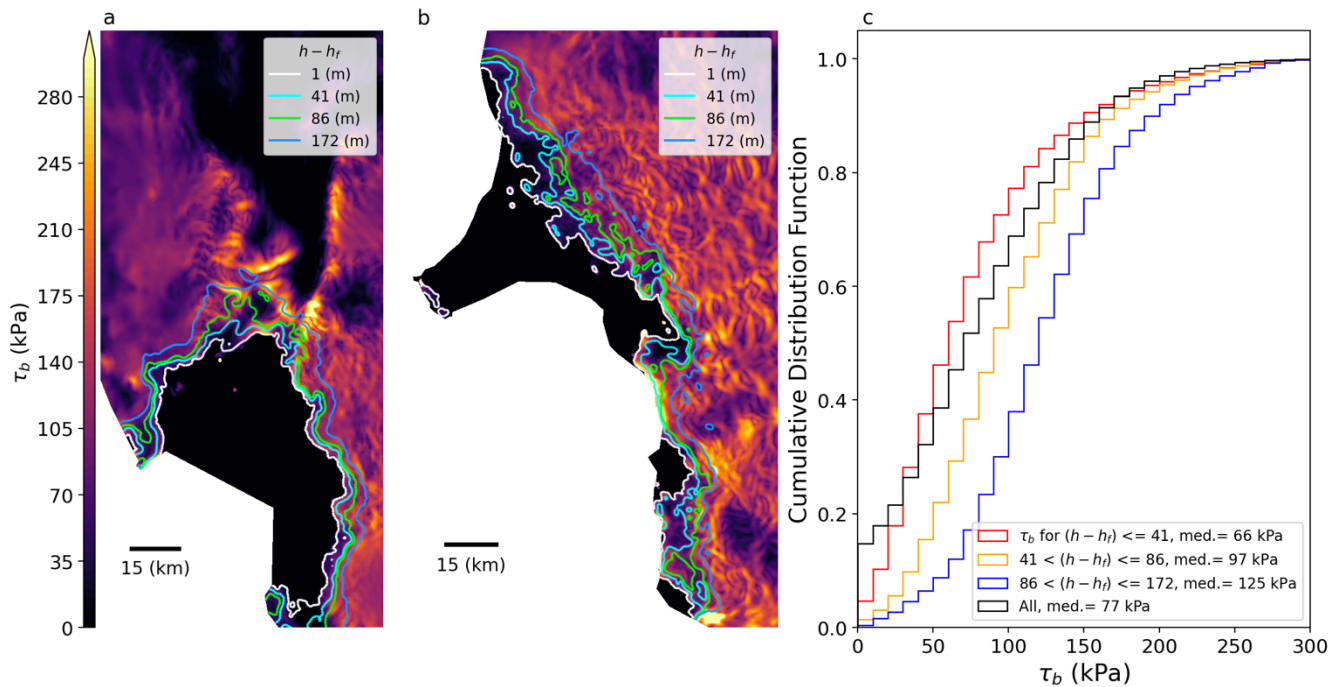 a
b
c
h − h_f
1 (m)
41 (m)
86 (m)
172 (m)
h − h_f
1 (m)
41 (m)
86 (m)
172 (m)
280
245
210
175
140
105
70
35
0
τ_b (kPa)
15 (km)
15 (km)
1.0
0.8
0.6
0.4
0.2
0.0
Cumulative Distribution Function
τ_b for (h − h_f) <= 41, med.= 66 kPa
41 < (h − h_f) <= 86, med.= 97 kPa
86 < (h − h_f) <= 172, med.= 125 kPa
All, med.= 77 kPa
0 50 100 150 200 250 300
τ_b (kPa)